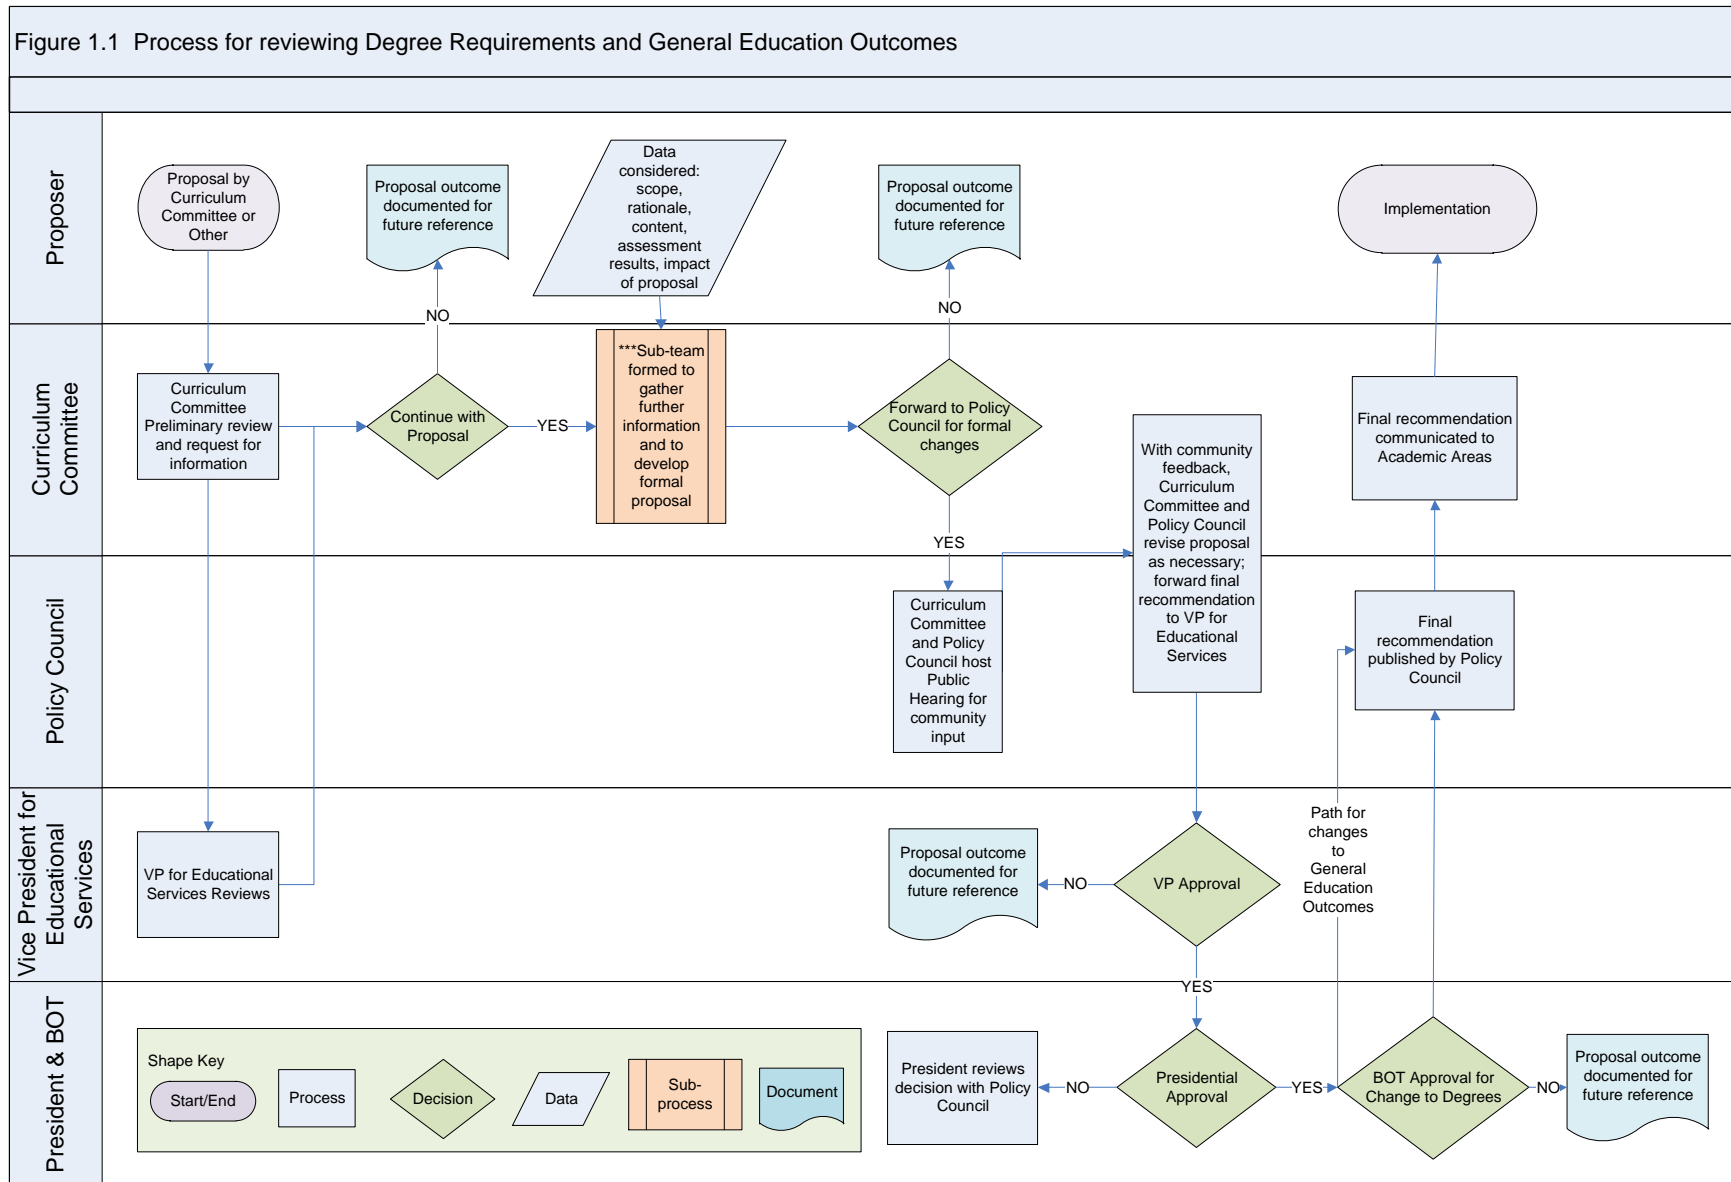 Figure 1.1  Process for reviewing Degree Requirements and General Education Outcomes
Proposer
Proposal by
Curriculum
Committee or
Other
Proposal outcome
documented for
future reference
Data
considered:
scope,
rationale,
content,
assessment
results, impact
of proposal
Proposal outcome
documented for
future reference
Implementation
NO
NO
Curriculum
Committee
Curriculum
Committee
Preliminary review
and request for
information
Continue with
Proposal
YES
***Sub-team
formed to
gather
further
information
and to
develop
formal
proposal
Forward to Policy
Council for formal
changes
YES
With community
feedback,
Curriculum
Committee and
Policy Council
revise proposal
as necessary;
forward final
recommendation
to VP for
Educational
Services
Final recommendation
communicated to
Academic Areas
Policy Council
Curriculum
Committee
and Policy
Council host
Public
Hearing for
community
input
Final
recommendation
published by Policy
Council
Vice President for
Educational
Services
VP for Educational
Services Reviews
Proposal outcome
documented for
future reference
NO
VP Approval
YES
Path for
changes
to
General
Education
Outcomes
President & BOT
Shape Key
Start/End
Process
Decision
Data
Sub-
process
Document
President reviews
decision with Policy
Council
NO
Presidential
Approval
YES
BOT Approval for
Change to Degrees
NO
Proposal outcome
documented for
future reference